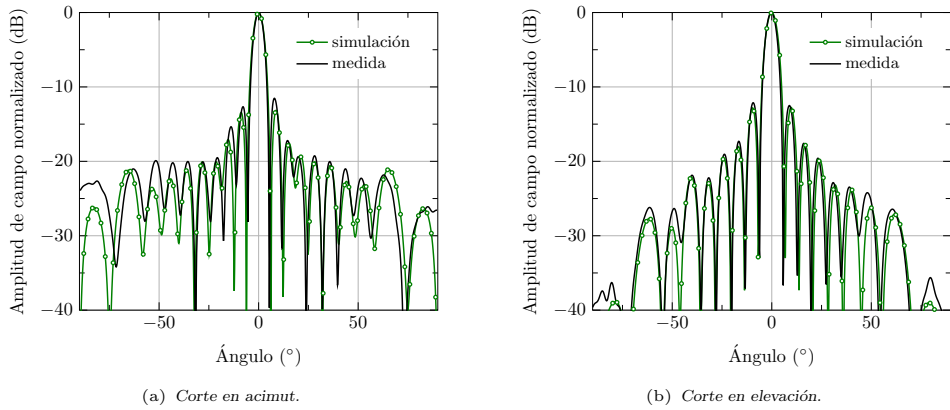 Amplitud de campo normalizado (dB)
0
−10
−20
−30
−40
−50
0
50
Ángulo (°)
simulación
medida
(a) Corte en acimut.
Amplitud de campo normalizado (dB)
0
−10
−20
−30
−40
−50
0
50
Ángulo (°)
simulación
medida
(b) Corte en elevación.